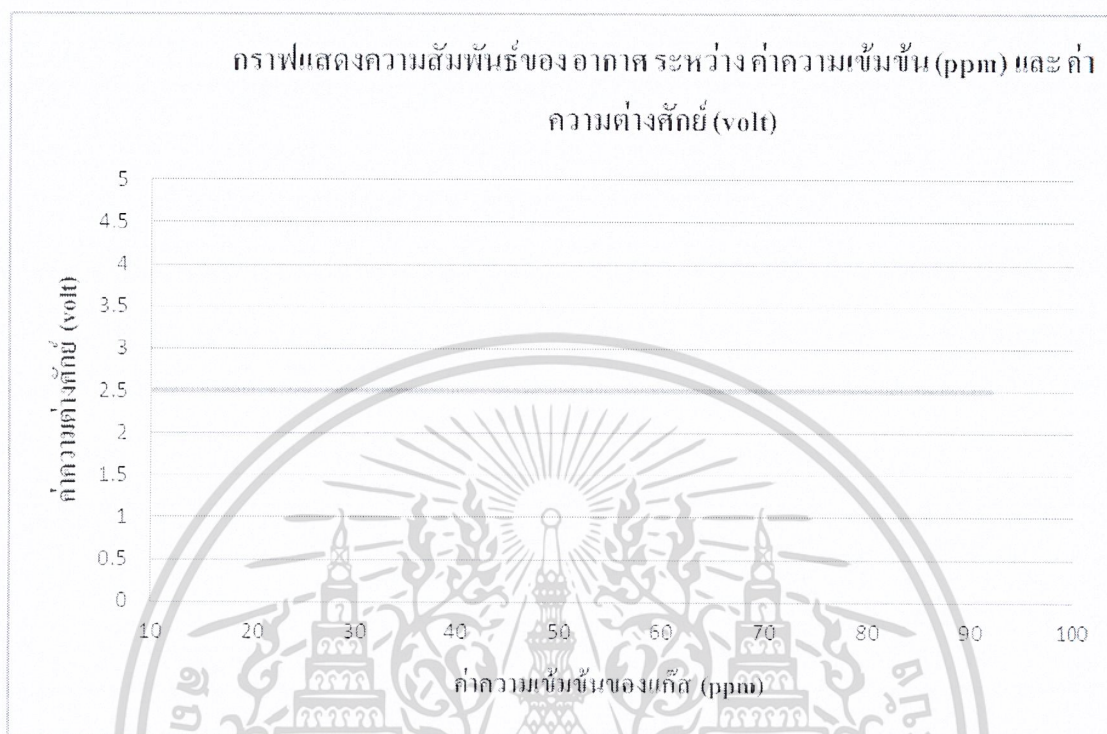 กราฟแสดงความสัมพันธ์ของ อากาศ ระหว่าง ค่าความเข้มข้น (ppm) และ ค่า
ความต่างศักย์ (volt)
ค่าความต่างศักย์ (volt)
5
4.5
4
3.5
3
2.5
2
1.5
1
0.5
0
10 20 30 40 50 60 70 80 90 100
ค่าความเข้มข้นของแก๊ส (ppm)